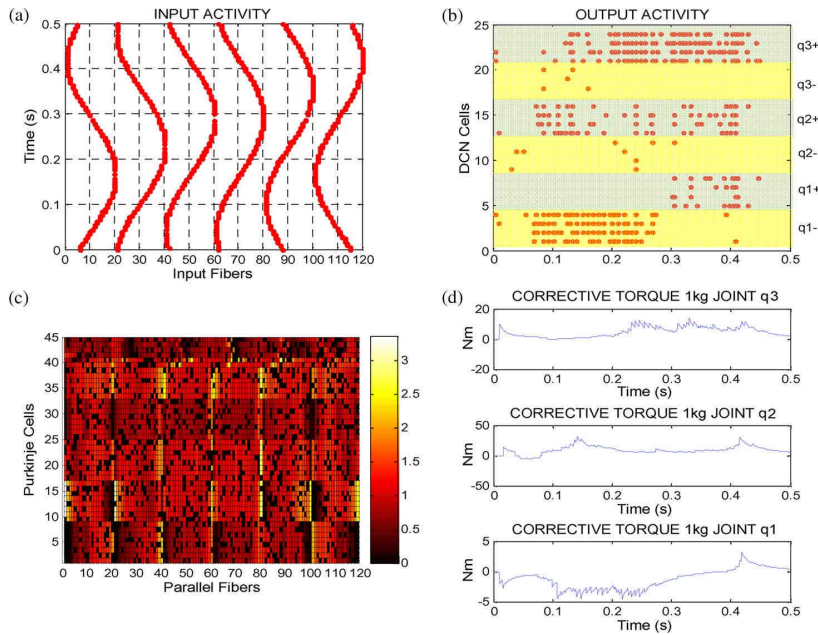 (a)
INPUT ACTIVITY
Time (s)
0.5
0.4
0.3
0.2
0.1
0
0 10 20 30 40 50 60 70 80 90 100 110 120
Input Fibers
(b)
OUTPUT ACTIVITY
DCN Cells
25
20
15
10
5
0
0 0.1 0.2 0.3 0.4 0.5
q3+
q3-
q2+
q2-
q1+
q1-
(c)
Purkinje Cells
45
40
35
30
25
20
15
10
5
0 10 20 30 40 50 60 70 80 90 100 110 120
Parallel Fibers
3
2.5
2
1.5
1
0.5
0
(d)
CORRECTIVE TORQUE 1kg JOINT q3
Nm
20
0
-20
0 0.1 0.2 0.3 0.4 0.5
Time (s)
CORRECTIVE TORQUE 1kg JOINT q2
Nm
50
0
-50
0 0.1 0.2 0.3 0.4 0.5
Time (s)
CORRECTIVE TORQUE 1kg JOINT q1
Nm
5
0
-5
0 0.1 0.2 0.3 0.4 0.5
Time (s)